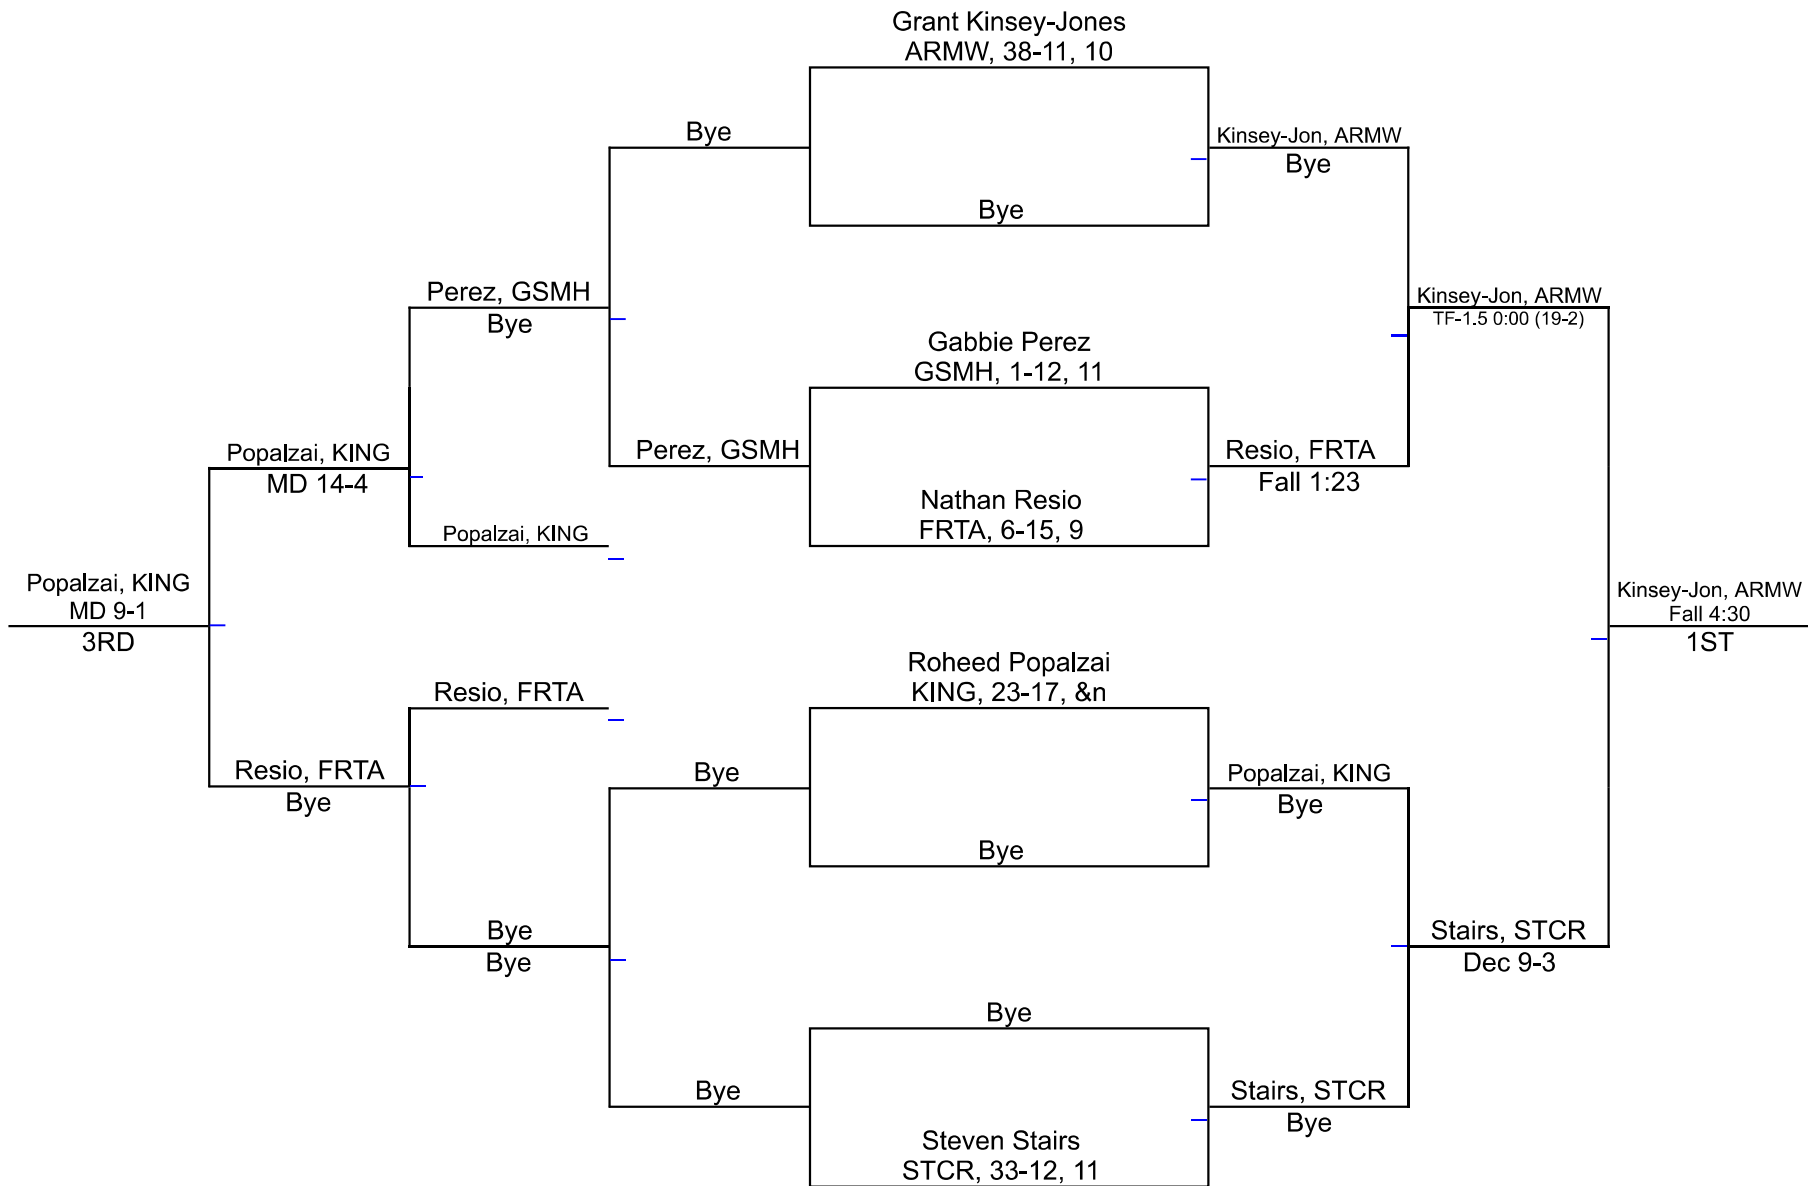 Grant Kinsey-Jones
ARMW, 38-11, 10
Bye
Kinsey-Jon, ARMW
Bye
Bye
Perez, GSMH
Bye
Kinsey-Jon, ARMW
TF-1.5 0:00 (19-2)
Gabbie Perez
GSMH, 1-12, 11
Popalzai, KING
MD 14-4
Perez, GSMH
Resio, FRTA
Fall 1:23
Nathan Resio
FRTA, 6-15, 9
Popalzai, KING
Popalzai, KING
MD 9-1
3RD
Kinsey-Jon, ARMW
Fall 4:30
1ST
Roheed Popalzai
KING, 23-17, &n
Resio, FRTA
Resio, FRTA
Bye
Bye
Popalzai, KING
Bye
Bye
Bye
Bye
Stairs, STCR
Dec 9-3
Bye
Bye
Stairs, STCR
Bye
Steven Stairs
STCR, 33-12, 11